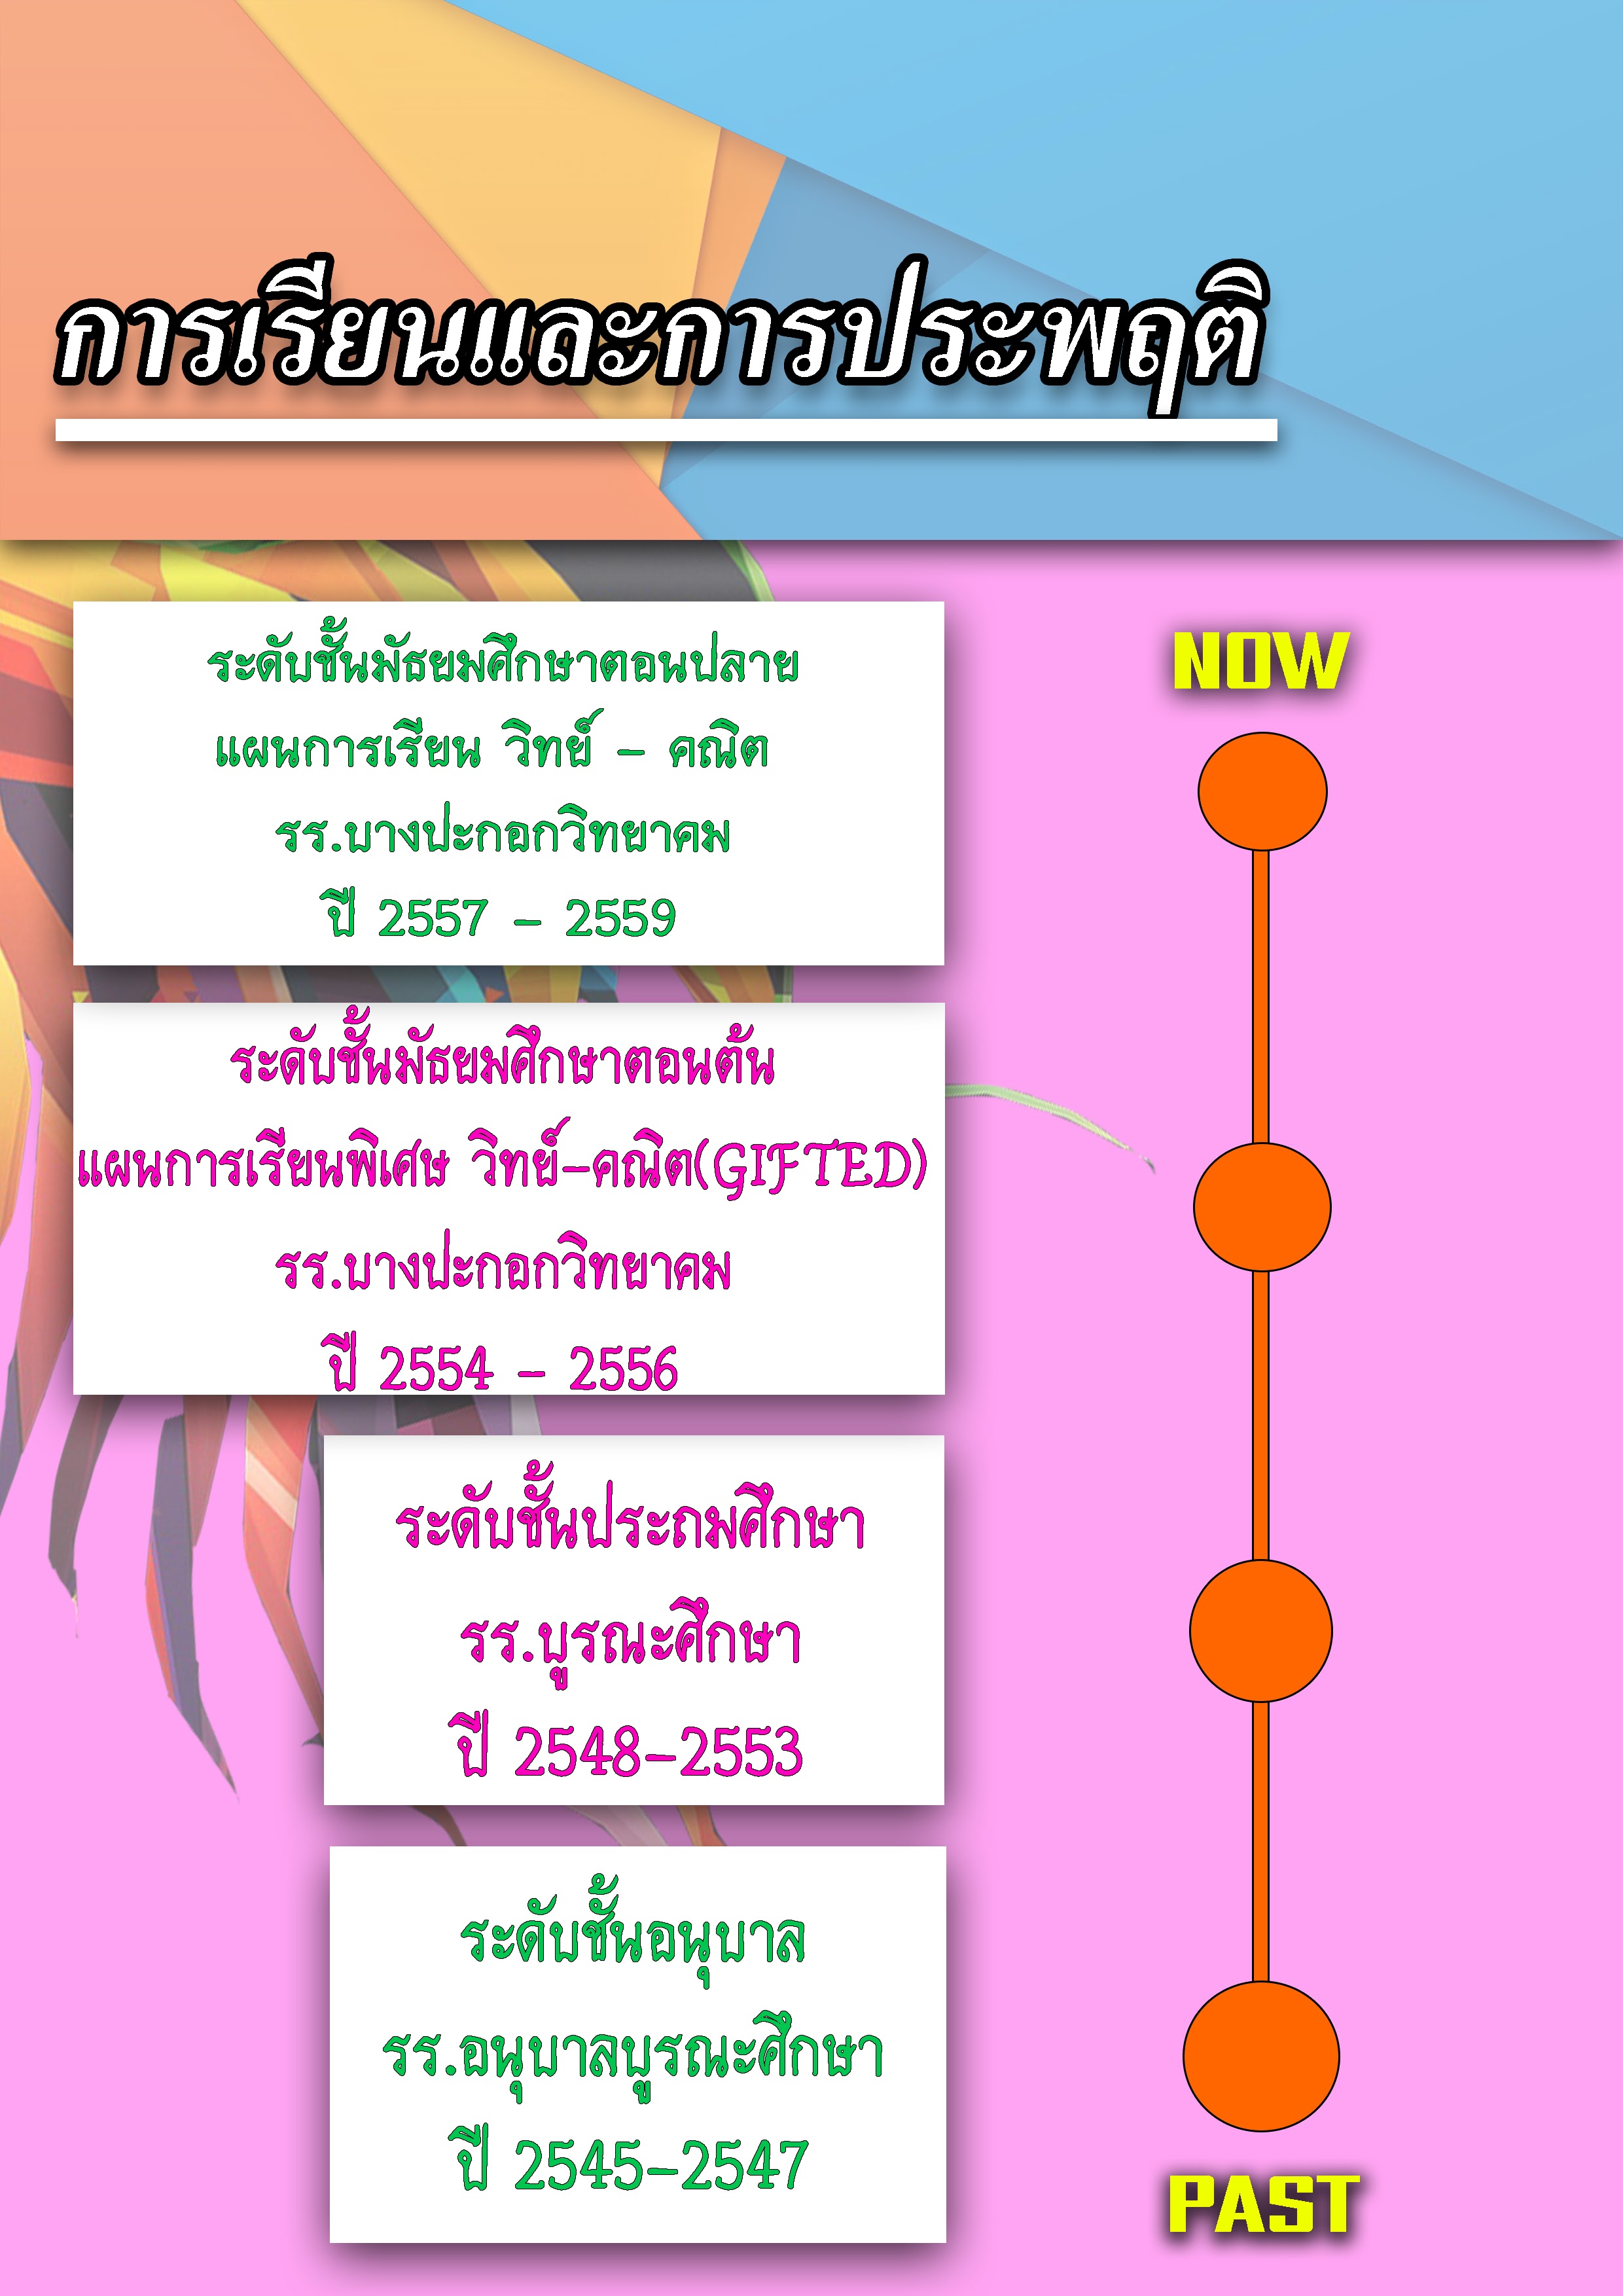 การเรียนและการประพฤติ
NOW
ระดับชั้นมัธยมศึกษาตอนปลาย
แผนการเรียน วิทย์ - คณิต
รร.บางปะกอกวิทยาคม
ปี 2557 - 2559
ระดับชั้นมัธยมศึกษาตอนต้น
แผนการเรียนพิเศษ วิทย์-คณิต(GIFTED)
รร.บางปะกอกวิทยาคม
ปี 2554 - 2556
ระดับชั้นประถมศึกษา
รร.บูรณะศึกษา
ปี 2548-2553
ระดับชั้นอนุบาล
รร.อนุบาลบูรณะศึกษา
ปี 2545-2547
PAST